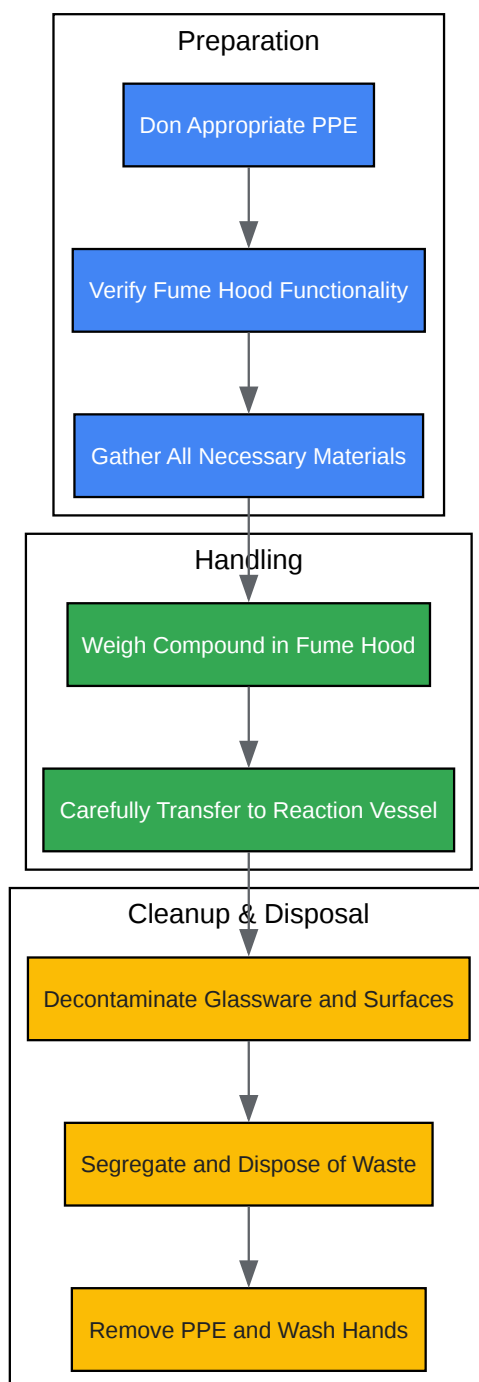 Preparation
Don Appropriate PPE
Verify Fume Hood Functionality
Gather All Necessary Materials
Handling
Weigh Compound in Fume Hood
Carefully Transfer to Reaction Vessel
Cleanup & Disposal
Decontaminate Glassware and Surfaces
Segregate and Dispose of Waste
Remove PPE and Wash Hands